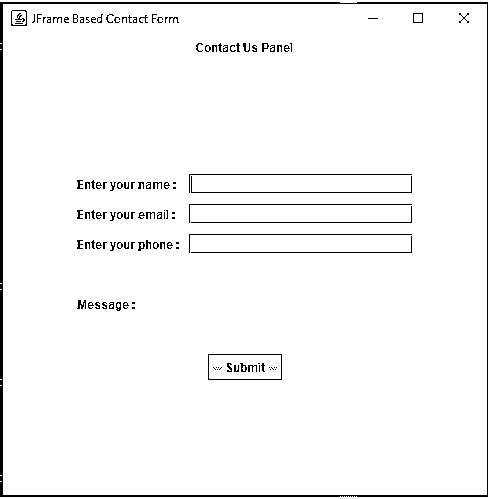 JFrame Based Contact Form
Contact Us Panel
Enter your name :
Enter your email :
Enter your phone :
Message :
Submit